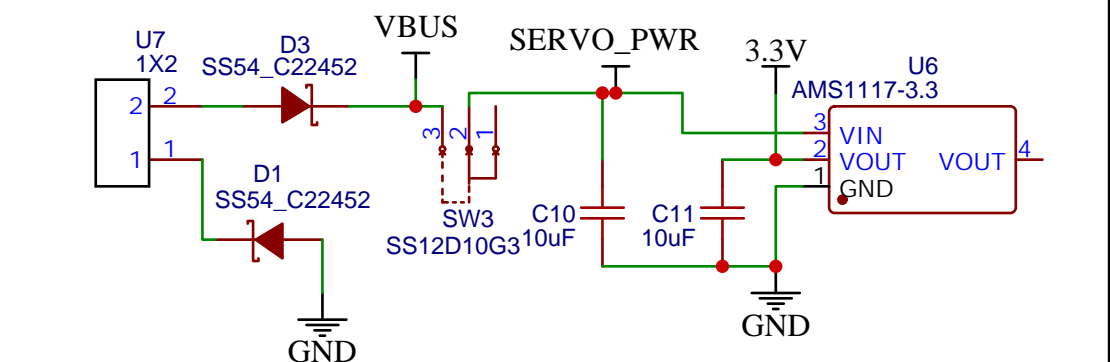 U7
1X2
2
2
1
1
D3
SS54_C22452
D1
SS54_C22452
VBUS
3
2
1
SW3
SS12D10G3
SERVO_PWR
C10
10uF
C11
10uF
3.3V
U6
AMS1117-3.3
3
VIN
2
VOUT
VOUT
4
1
GND
GND
GND